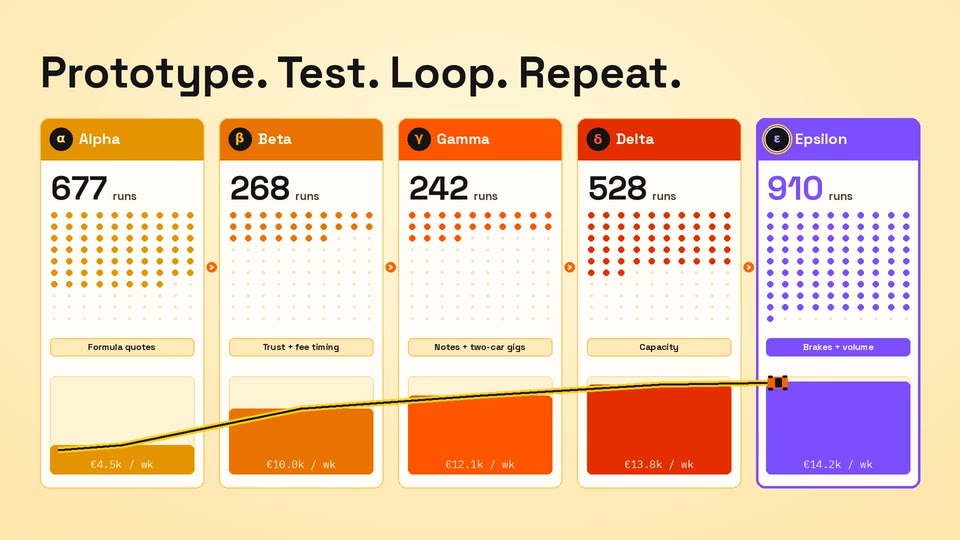 Prototype. Test. Loop. Repeat.
α Alpha
677 runs
Formula quotes
€4.5k / wk
β Beta
268 runs
Trust + fee timing
€10.0k / wk
γ Gamma
242 runs
Notes + two-car gigs
€12.1k / wk
δ Delta
528 runs
Capacity
€13.8k / wk
ε Epsilon
910 runs
Brakes + volume
€14.2k / wk